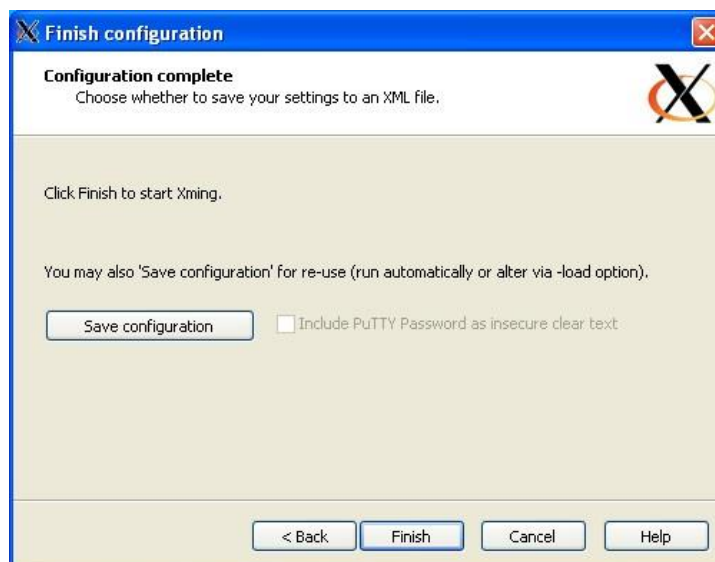 Finish configuration
Configuration complete
Choose whether to save your settings to an XML file.
Click Finish to start Xming.
You may also 'Save configuration' for re-use (run automatically or alter via -load option).
Save configuration
Include PuTTY Password as insecure clear text
< Back
Finish
Cancel
Help